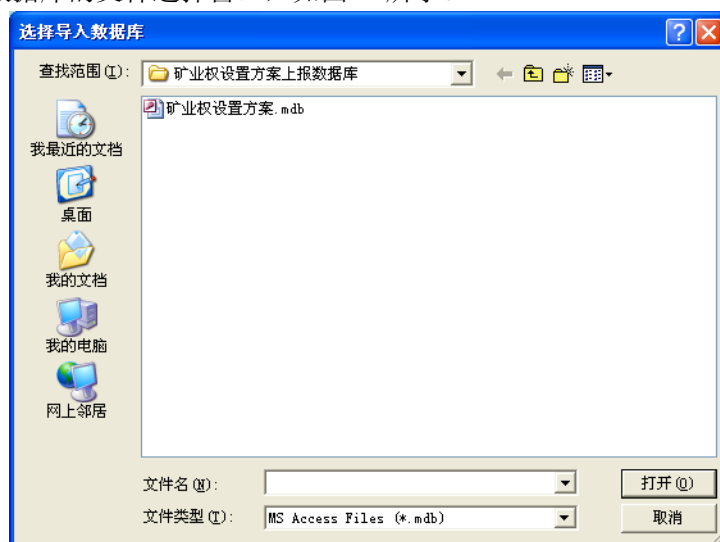 选择导入数据库
查找范围(I):
矿业权设置方案上报数据库
矿业权设置方案.mdb
我最近的文档
桌面
我的文档
我的电脑
网上邻居
文件名(N):
打开(O)
文件类型(T):
MS Access Files (*.mdb)
取消